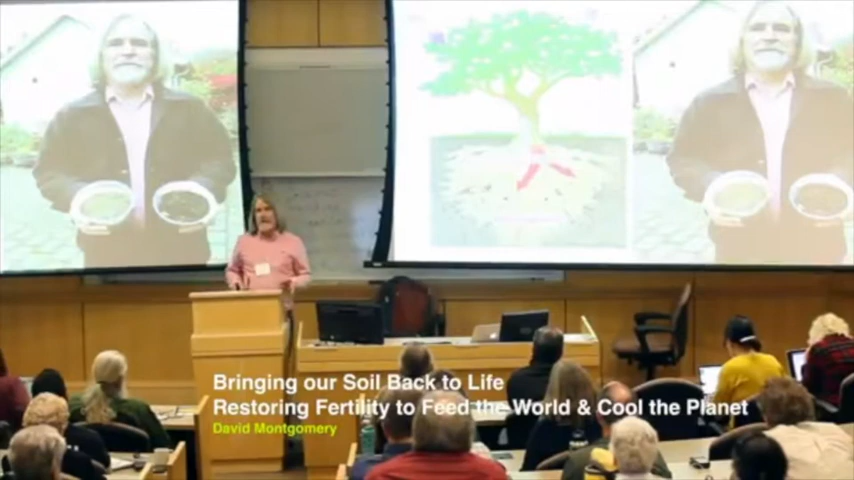 Bringing our Soil Back to Life
Restoring Fertility to Feed the World & Cool the Planet
David Montgomery